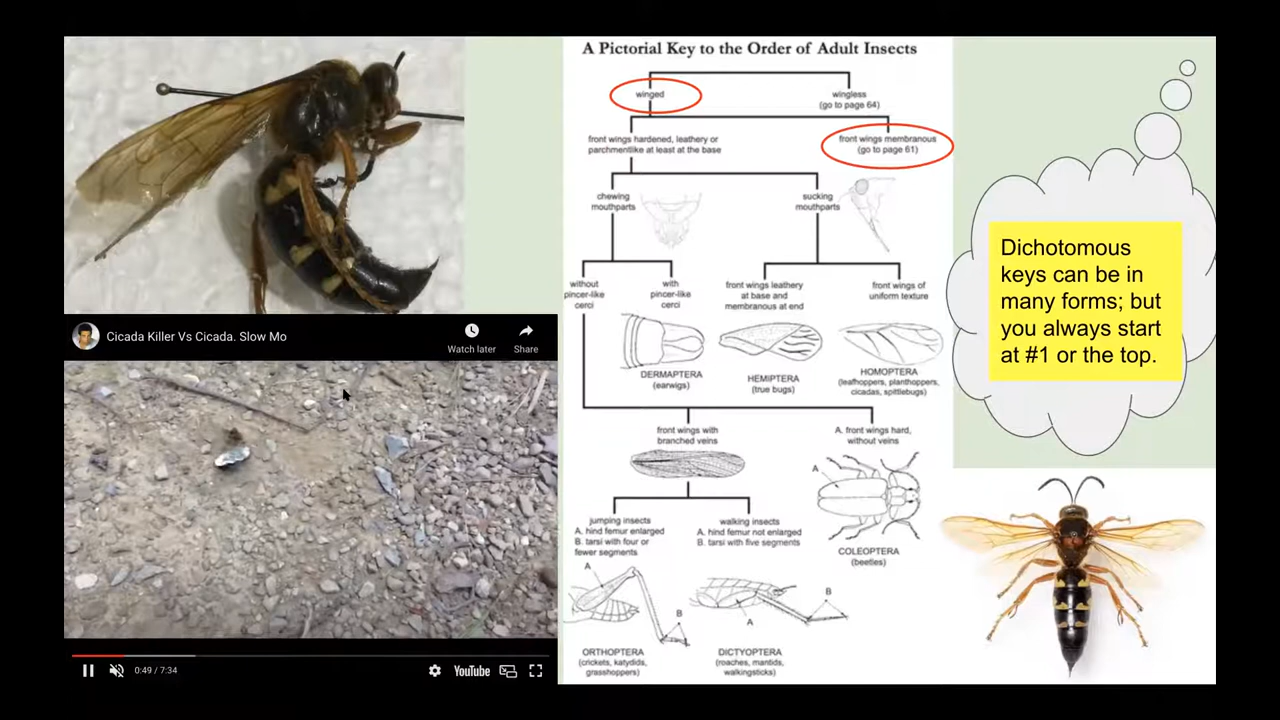 A Pictorial Key to the Order of Adult Insects
winged
wingless
(go to page 64)
front wings hardened, leathery or
parchmentlike at least at the base
front wings membranous
(go to page 61)
chewing
mouthparts
sucking
mouthparts
without
pincer-like
cerci
with
pincer-like
cerci
front wings leathery
at base and
membranous at end
front wings of
uniform texture
DERMAPTERA
(earwigs)
HEMIPTERA
(true bugs)
HOMOPTERA
(leafhoppers, planthoppers,
cicadas, spittlebugs)
front wings with
branched veins
A. front wings hard,
without veins
A
COLEOPTERA
(beetles)
jumping insects
A. hind femur enlarged
B. tarsi with four or
fewer segments
walking insects
A. hind femur not enlarged
B. tarsi with five segments
A
B
A
B
ORTHOPTERA
(crickets, katydids,
grasshoppers)
DICTYOPTERA
(roaches, mantids,
walkingsticks)
Dichotomous
keys can be in
many forms; but
you always start
at #1 or the top.
Cicada Killer Vs Cicada. Slow Mo
Watch later
Share
0:49 / 7:34
YouTube